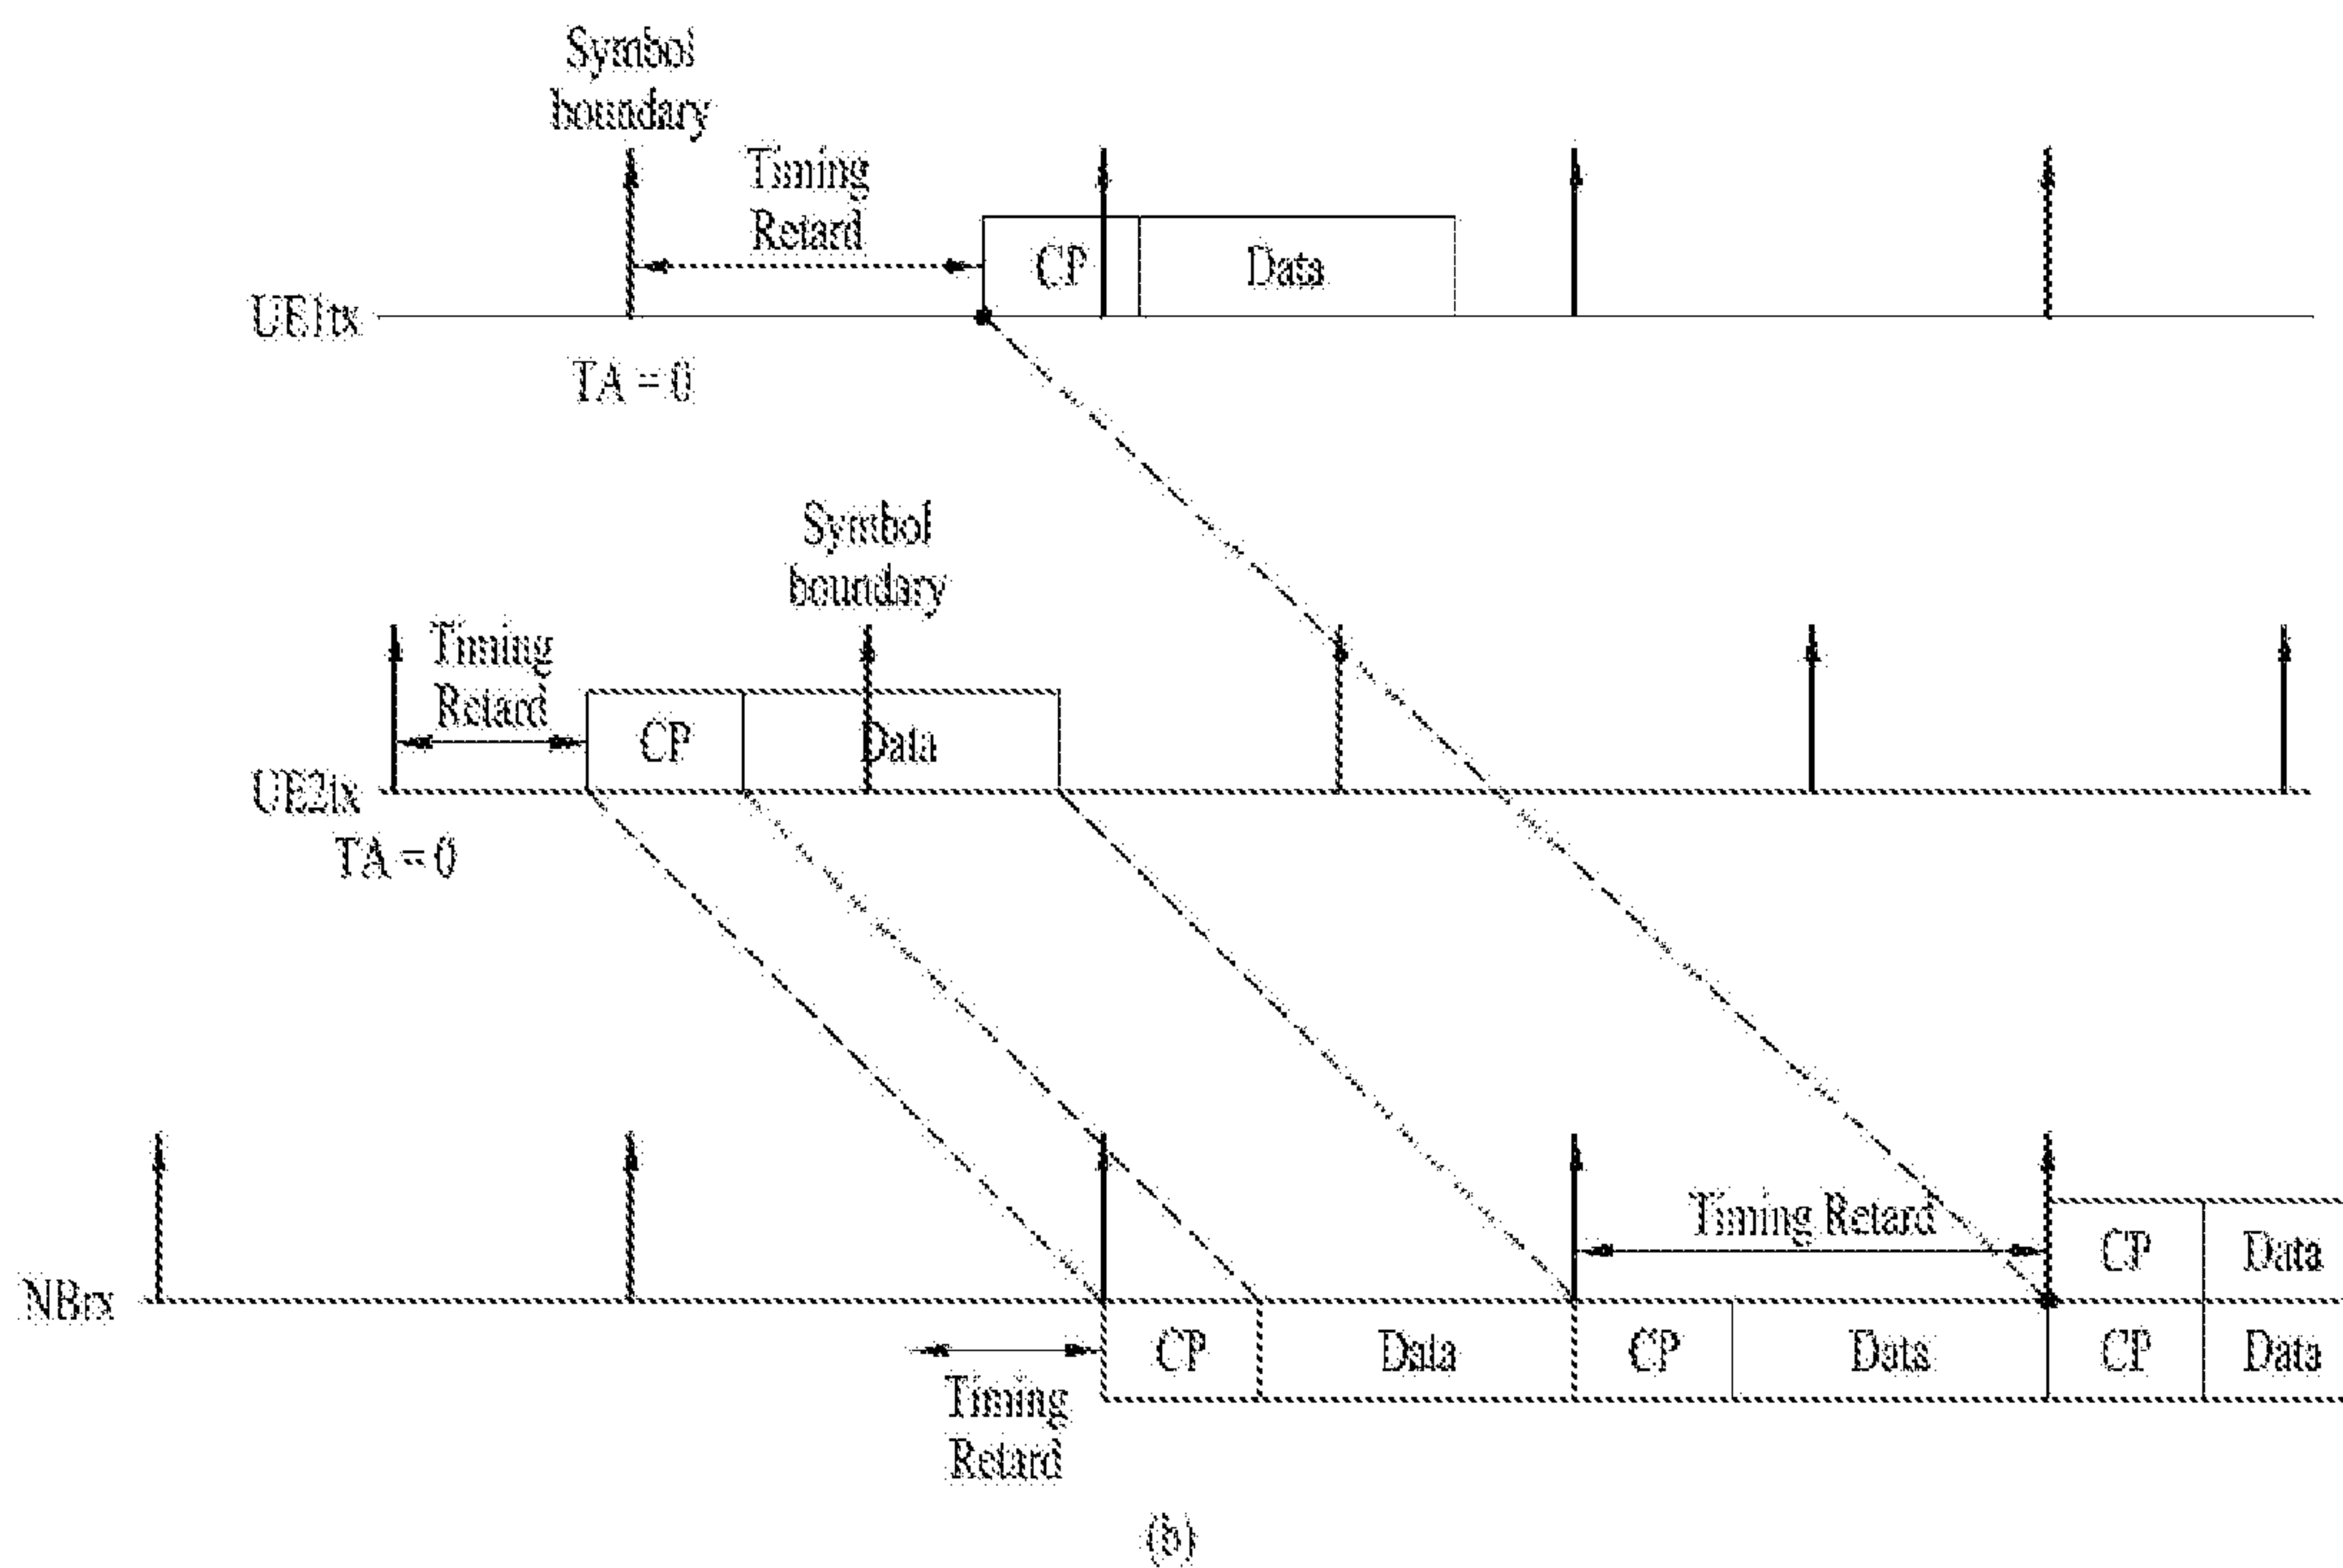 Symbol
boundary
Timing
Retard
CP
Data
UE1tx
TA = 0
Symbol
boundary
Timing
Retard
CP
Data
UE2tx
TA = 0
Timing Retard
CP
Data
NBrx
CP
Data
CP
Data
CP
Data
Timing
Retard
(b)